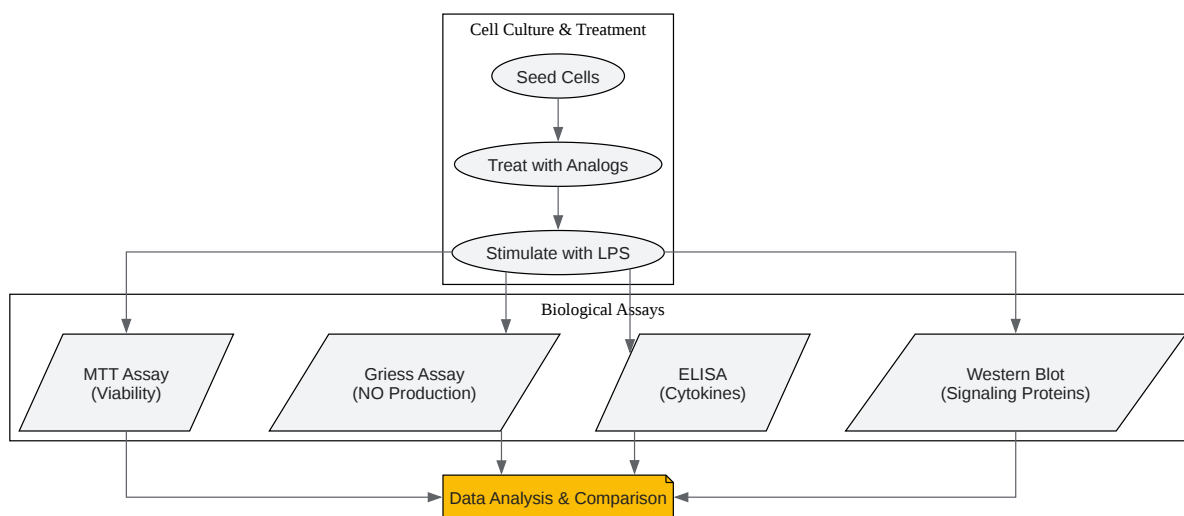 Cell Culture & Treatment
Seed Cells
Treat with Analogs
Stimulate with LPS
Biological Assays
MTT Assay
(Viability)
Griess Assay
(NO Production)
ELISA
(Cytokines)
Western Blot
(Signaling Proteins)
Data Analysis & Comparison